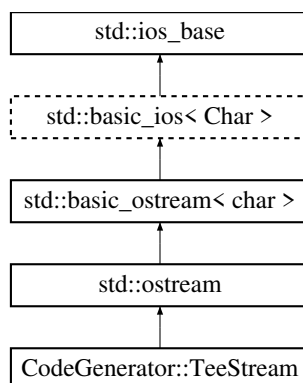 std::ios_base
std::basic_ios< Char >
std::basic_ostream< char >
std::ostream
CodeGenerator::TeeStream